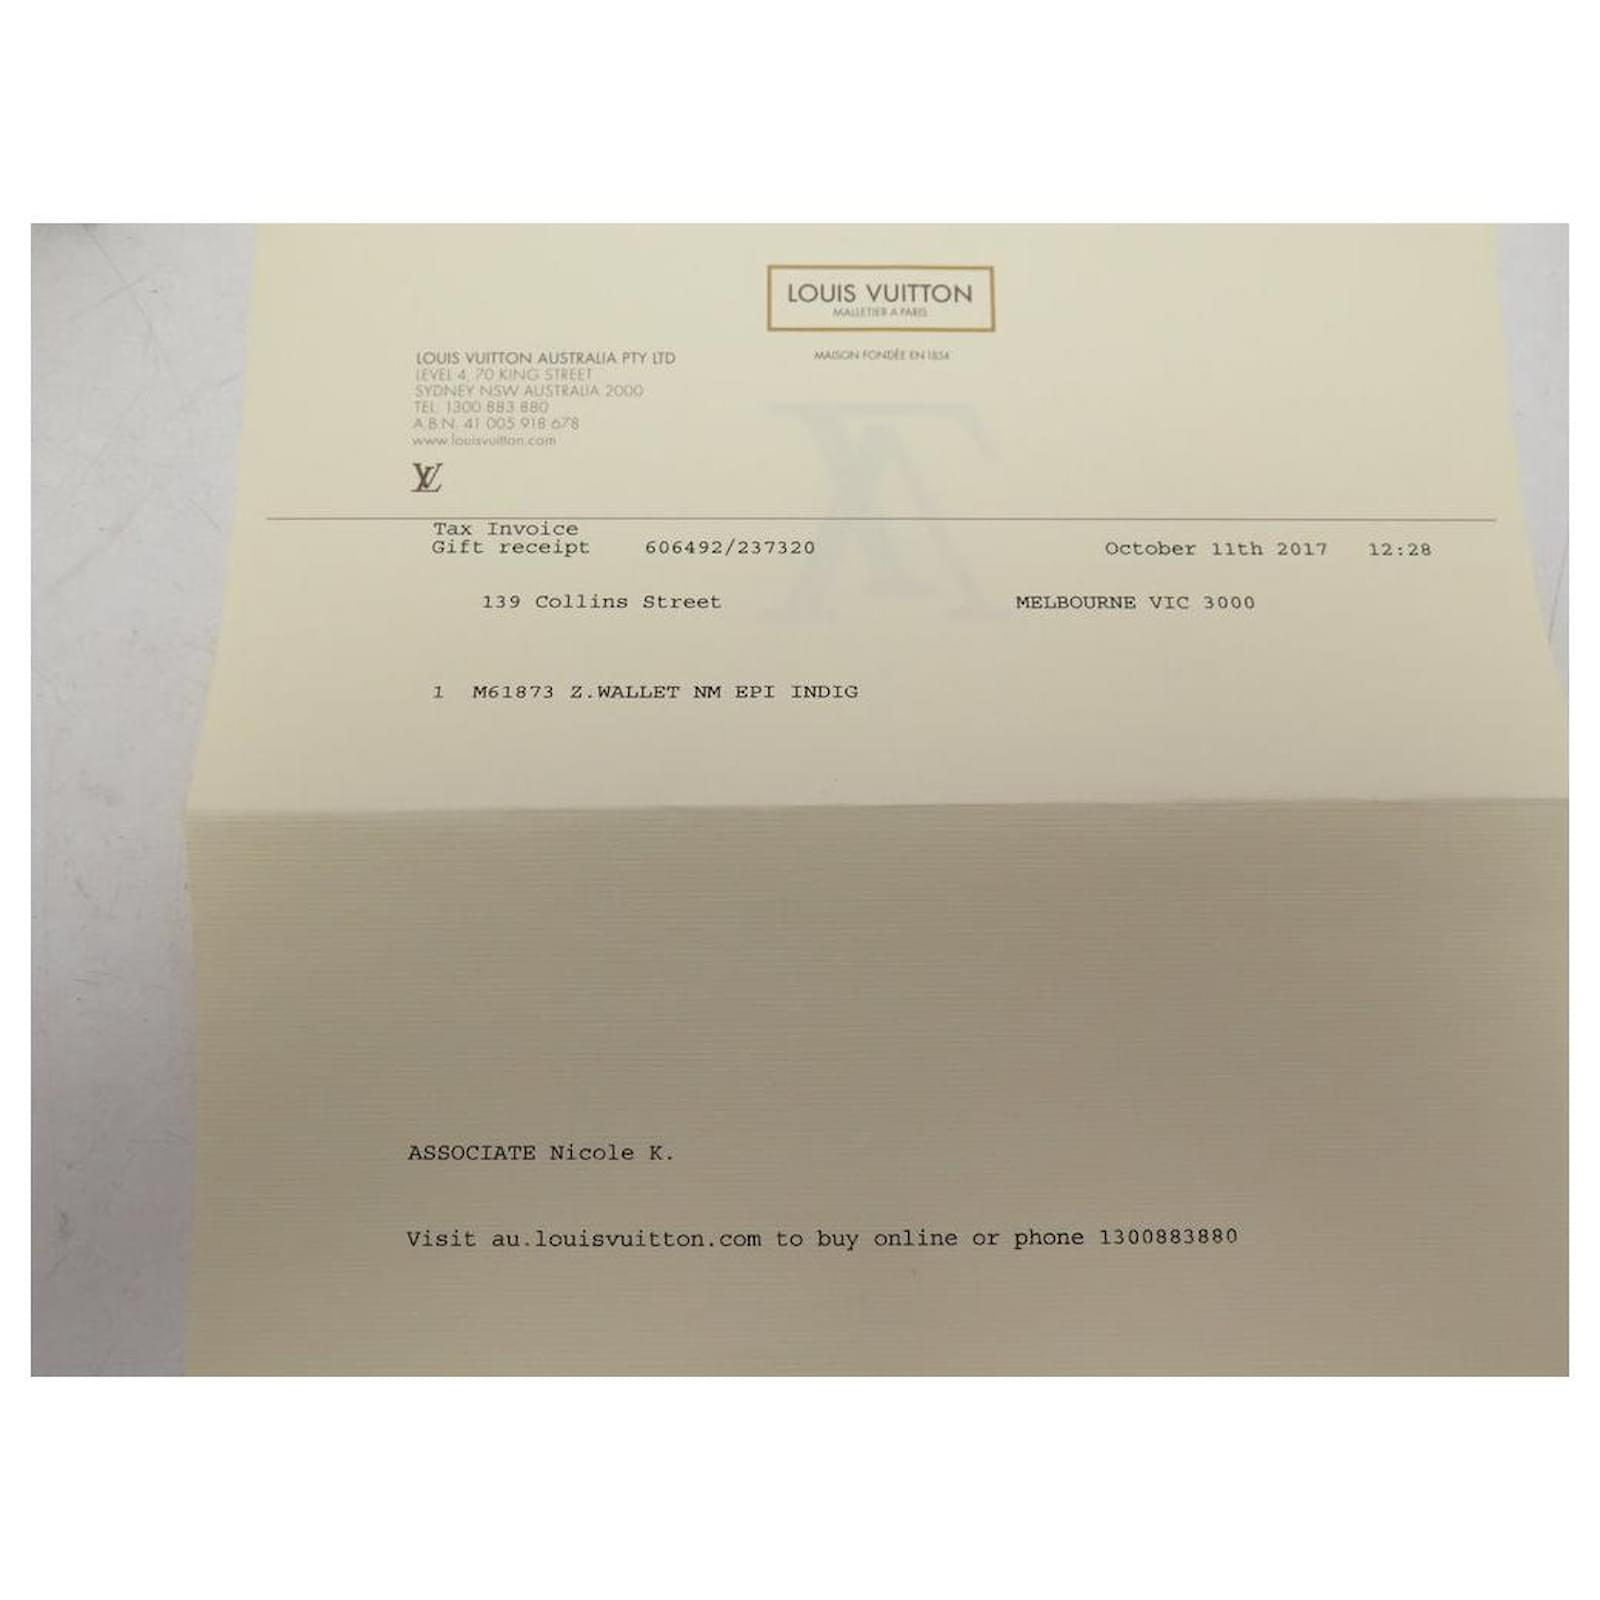 LOUIS VUITTON
MALLETIER A PARIS
MAISON FONDÉE EN 1854
LOUIS VUITTON AUSTRALIA PTY LTD
LEVEL 4, 70 KING STREET
SYDNEY NSW AUSTRALIA 2000
TEL: 1300 883 880
A.B.N. 41 005 918 678
www.louisvuitton.com
LV
Tax Invoice
Gift receipt 606492/237320 October 11th 2017 12:28
139 Collins Street MELBOURNE VIC 3000
1 M61873 Z.WALLET NM EPI INDIG
ASSOCIATE Nicole K.
Visit au.louisvuitton.com to buy online or phone 1300883880